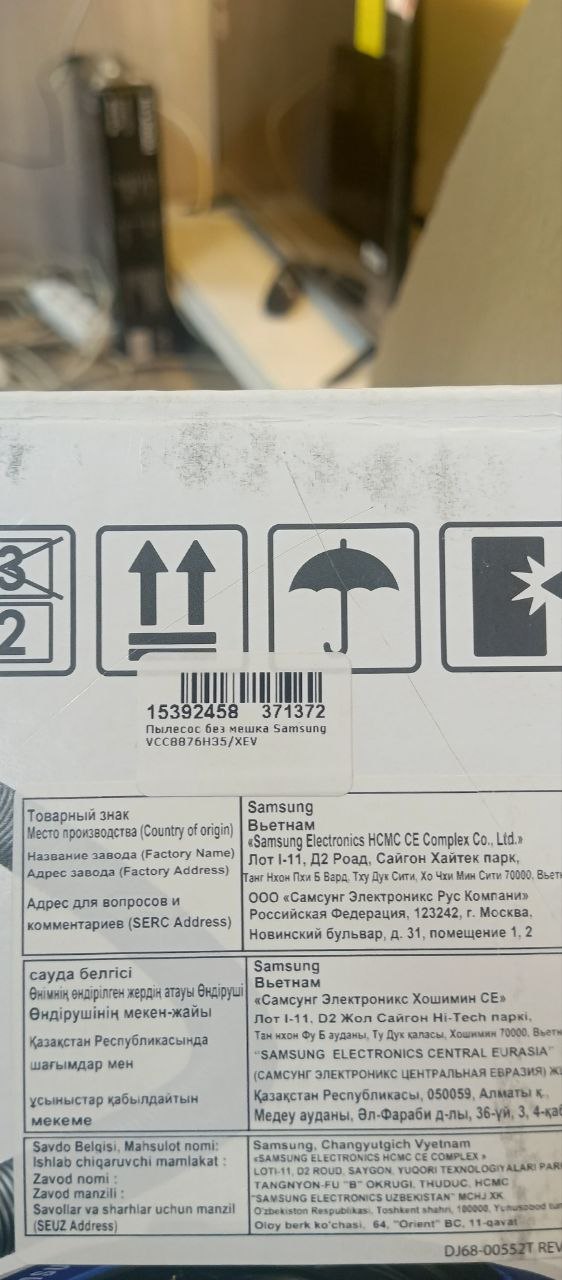 3
2
15392458 371372
Пылесос без мешка Samsung
VCC8876H35/XEV
Товарный знак
Samsung
Место производства (Country of origin)
Вьетнам
Название завода (Factory Name)
«Samsung Electronics HCMC CE Complex Co., Ltd.»
Адрес завода (Factory Address)
Лот I-11, Д2 Роад, Сайгон Хайтек парк,
Танг Нхон Пхи Б Вард, Тху Дук Сити, Хо Чхи Мин Сити 70000,
Адрес для вопросов и
комментариев (SERC Address)
ООО «Самсунг Электроникс Рус Компани»
Российская Федерация, 123242, г. Москва,
Новинский бульвар, д. 31, помещение 1, 2
сауда белгісі
Samsung
Өнімнің өндірілген жердің атауы Өндіруші
Вьетнам
Өндірушінің мекен-жайы
«Самсунг Электроникс Хошимин СЕ»
Лот I-11. D2 Жол Сайгон Hi-Tech паркі,
Тан нхон Фу Б ауданы, Ту Дук қаласы, Хошимин 70000,
Қазақстан Республикасында
шағымдар мен
ұсыныстар қабылдайтын
мекеме
"SAMSUNG ELECTRONICS CENTRAL EURASIA"
(САМСУНГ ЭЛЕКТРОНИКС ЦЕНТРАЛЬНАЯ ЕВРАЗИЯ)
Қазақстан Республикасы, 050059, Алматы қ.,
Медеу ауданы, Әл-Фараби д-лы, 36-үй, 3,
Savdo Belgisi, Mahsulot nomi:
Samsung, Changyutgich Vyetnam
Ishlab chiqaruvchi mamlakat :
«SAMSUNG ELECTRONICS HCMC CE COMPLEX »
Zavod nomi :
LOTI-11, D2 ROUD, SAYGON, YUQORI TEXNOLOGIYALARI
Zavod manzili :
TANGNYON-FU "B" OKRUGI, THUDUC, HCMC
Savollar va sharhlar uchun manzil
(SEUZ Address)
"SAMSUNG ELECTRONICS UZBEKISTAN" MCHJ XK
O'zbekiston Respublikasi, Toshkent shahri, 100000, Yunusobod
Oloy berk ko'chasi, 64, "Orient" BC, 11-qavat
DJ68-00552T REV